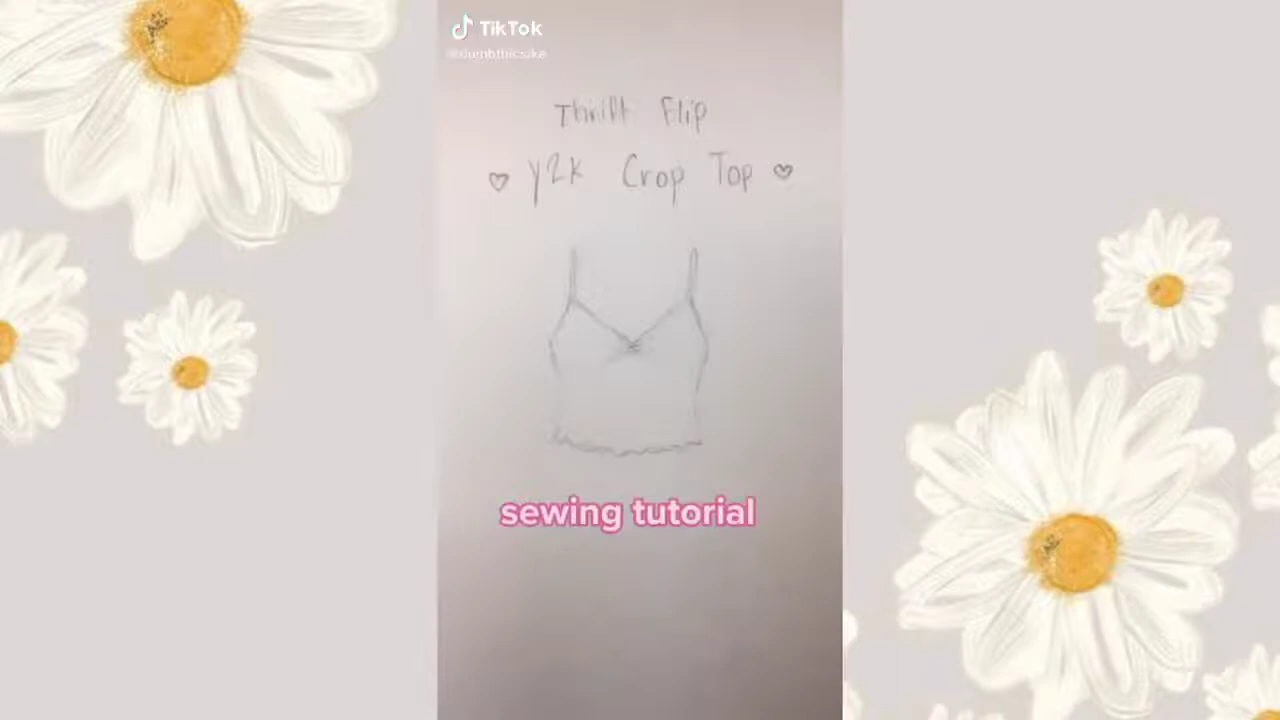 TikTok
Thrift Flip
♡ Y2K Crop Top ♡
sewing tutorial